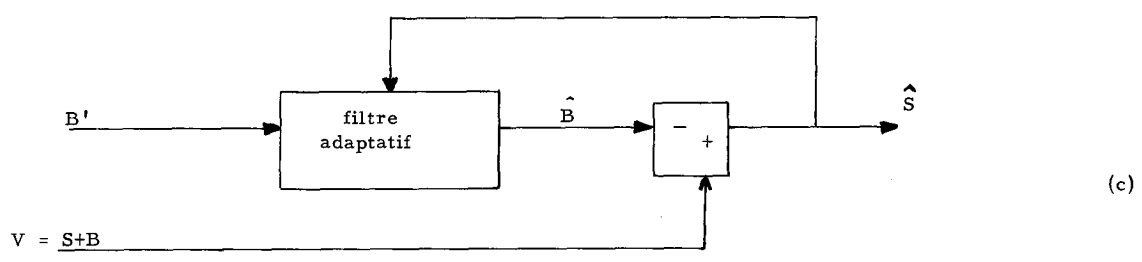 B'
filtre
adaptatif
B̂
−
+
Ŝ
(c)
V = S+B